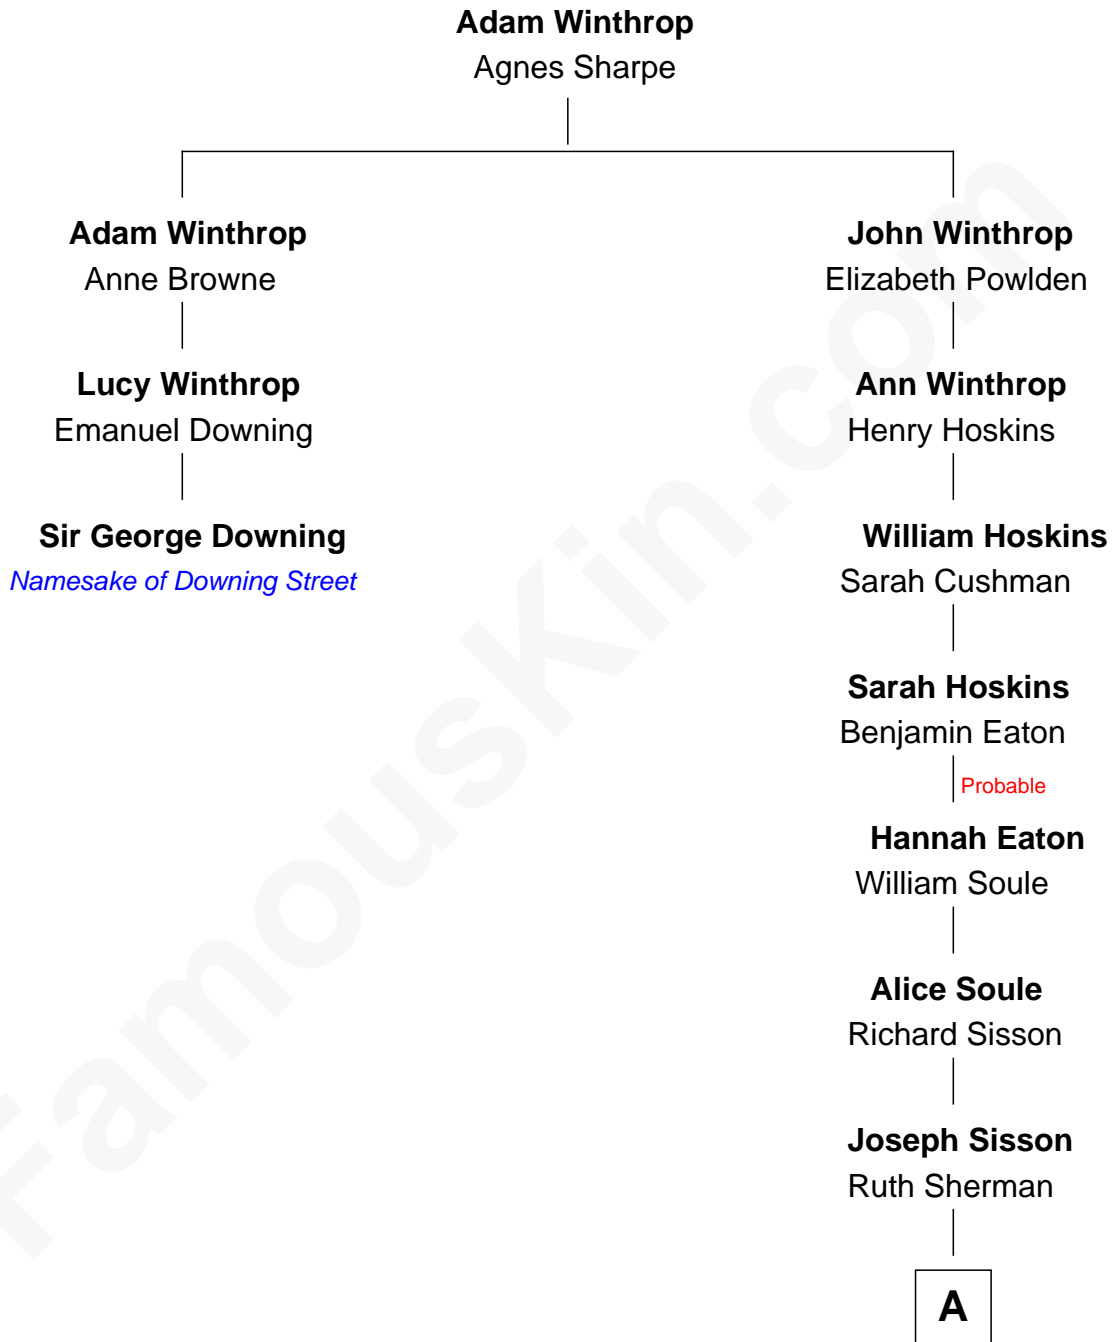 Adam Winthrop
Agnes Sharpe
Adam Winthrop
Anne Browne
John Winthrop
Elizabeth Powlden
Lucy Winthrop
Emanuel Downing
Ann Winthrop
Henry Hoskins
Sir George Downing
Namesake of Downing Street
William Hoskins
Sarah Cushman
Sarah Hoskins
Benjamin Eaton
Probable
Hannah Eaton
William Soule
Alice Soule
Richard Sisson
Joseph Sisson
Ruth Sherman
A
FamousKin.com